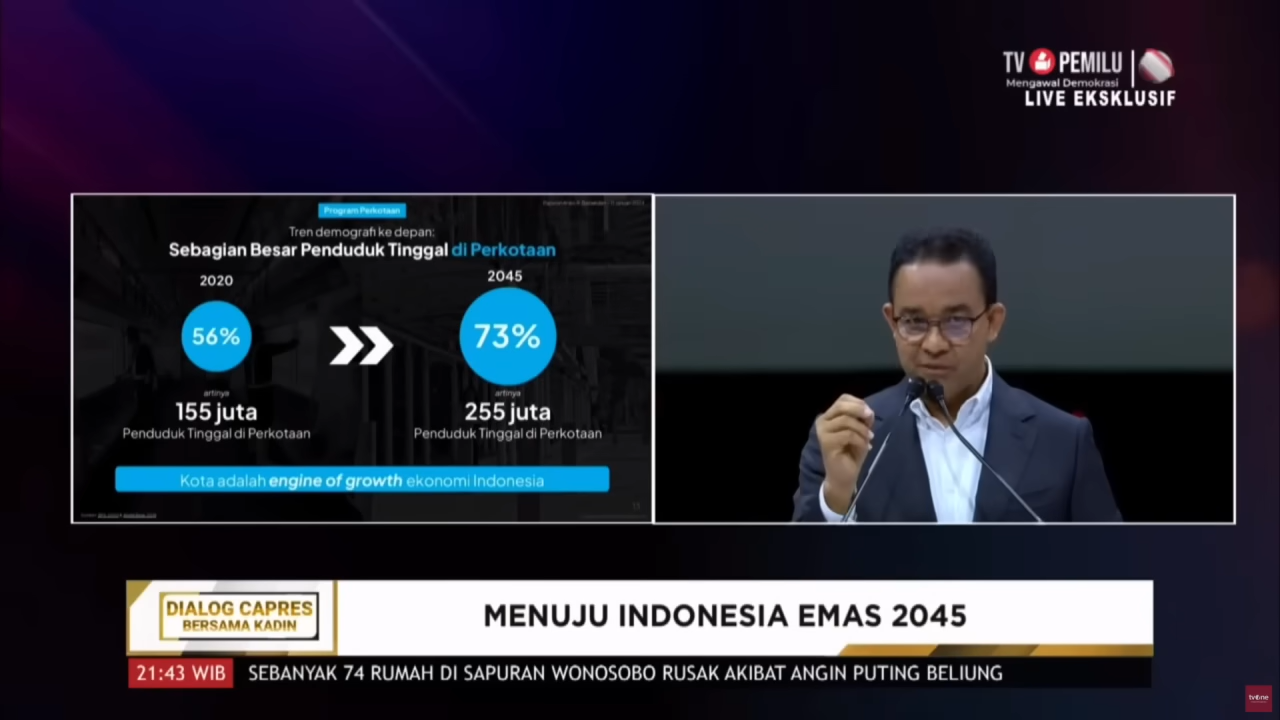 TV PEMILU
Mengawal Demokrasi
LIVE EKSKLUSIF
Program Perkotaan
Tren demografi ke depan:
Sebagian Besar Penduduk Tinggal di Perkotaan
2020
2045
56%
73%
artinya
artinya
155 juta
255 juta
Penduduk Tinggal di Perkotaan
Penduduk Tinggal di Perkotaan
Kota adalah engine of growth ekonomi Indonesia
DIALOG CAPRES
BERSAMA KADIN
MENUJU INDONESIA EMAS 2045
21:43 WIB
SEBANYAK 74 RUMAH DI SAPURAN WONOSOBO RUSAK AKIBAT ANGIN PUTING BELIUNG
tvOne